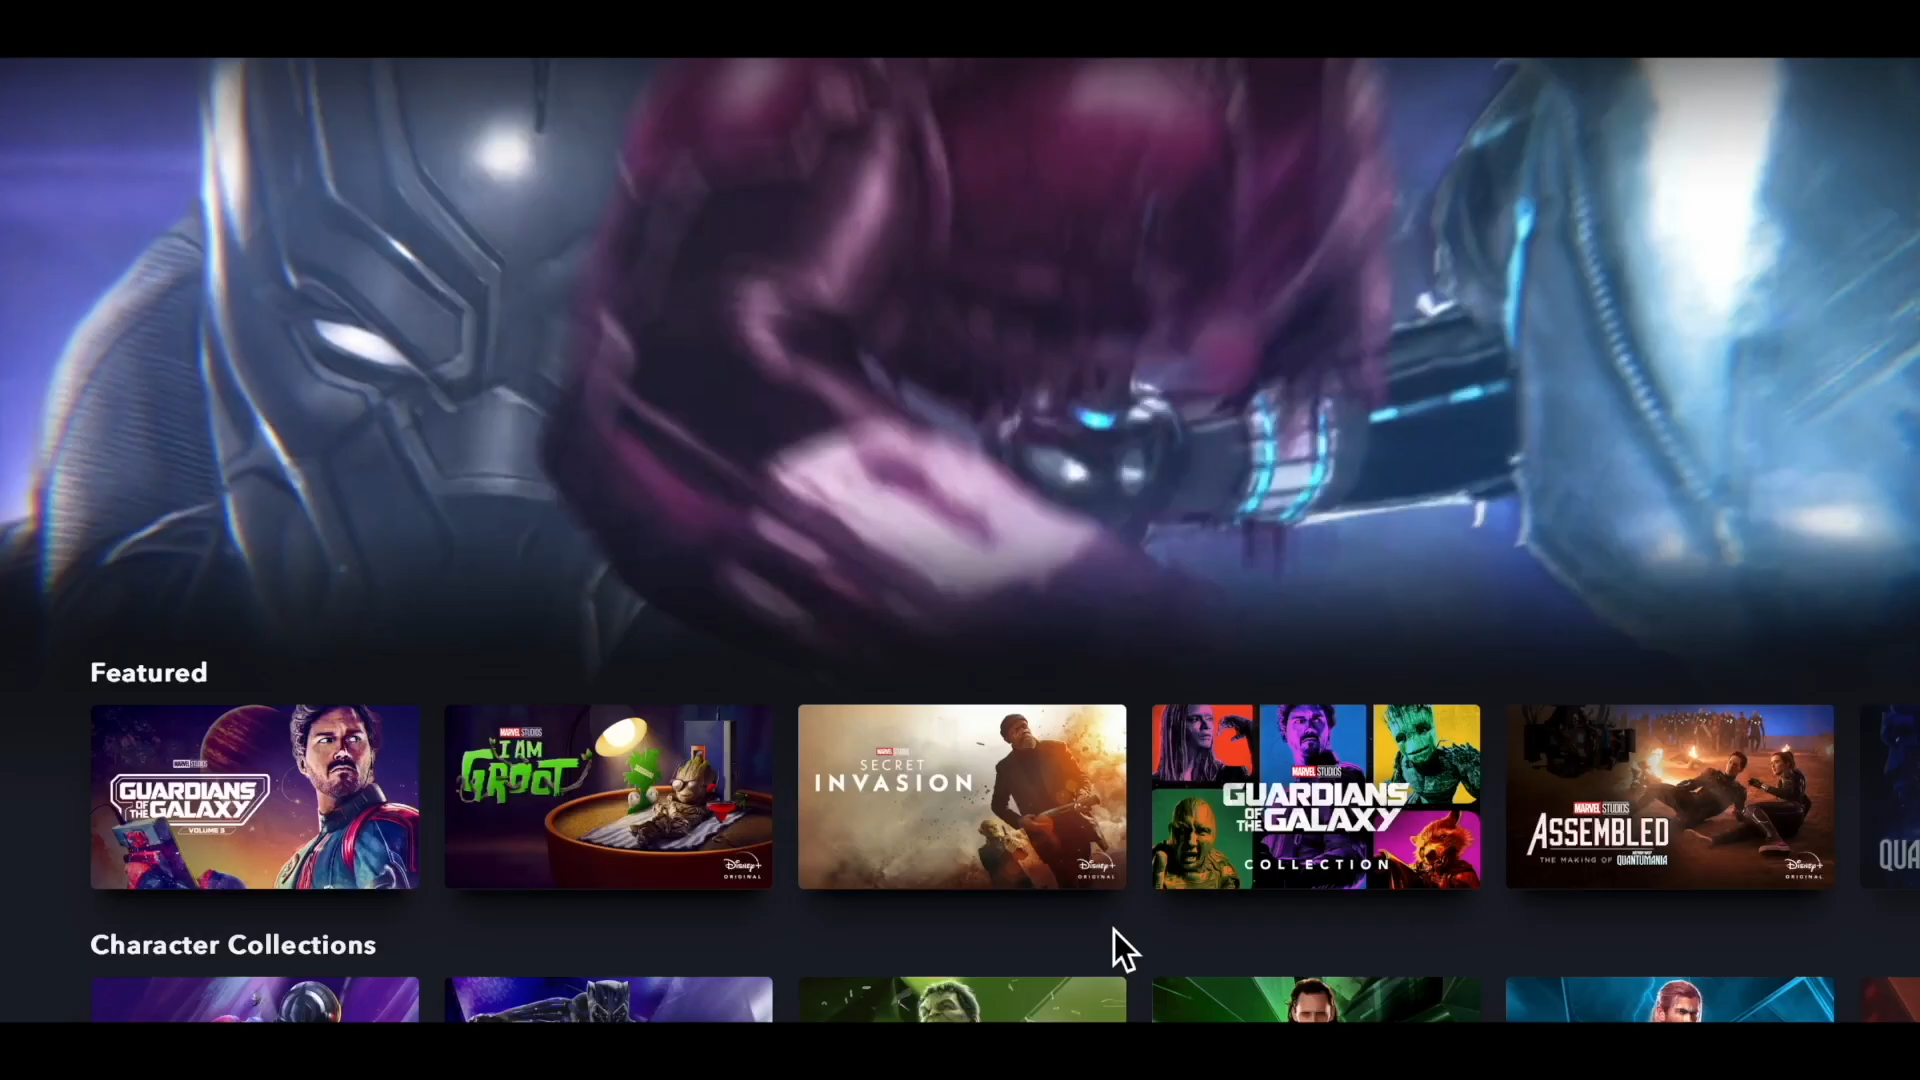 Featured
MARVEL STUDIOS
GUARDIANS
OF THE GALAXY
VOLUME 3
MARVEL STUDIOS
I AM
GROOT
Disney+
ORIGINAL
MARVEL STUDIOS
SECRET
INVASION
Disney+
ORIGINAL
MARVEL STUDIOS
GUARDIANS
OF THE GALAXY
COLLECTION
MARVEL STUDIOS
ASSEMBLED
THE MAKING OF QUANTUMANIA
Disney+
ORIGINAL
QUA
Character Collections